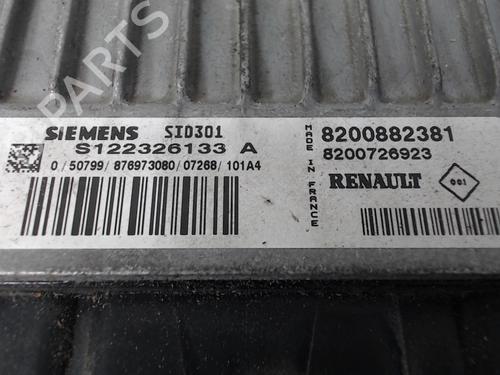 B PARTS
SIEMENS SID301
S122326133 A
0/50799/876973080/07268/101A4
MADE IN FRANCE
8200882381
8200726923
RENAULT
001